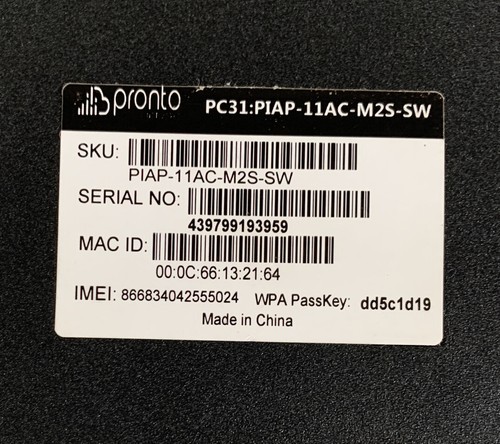 pronto PC31:PIAP-11AC-M2S-SW
SKU:
PIAP-11AC-M2S-SW
SERIAL NO:
439799193959
MAC ID:
00:0C:66:13:21:64
IMEI: 866834042555024 WPA PassKey: dd5c1d19
Made in China